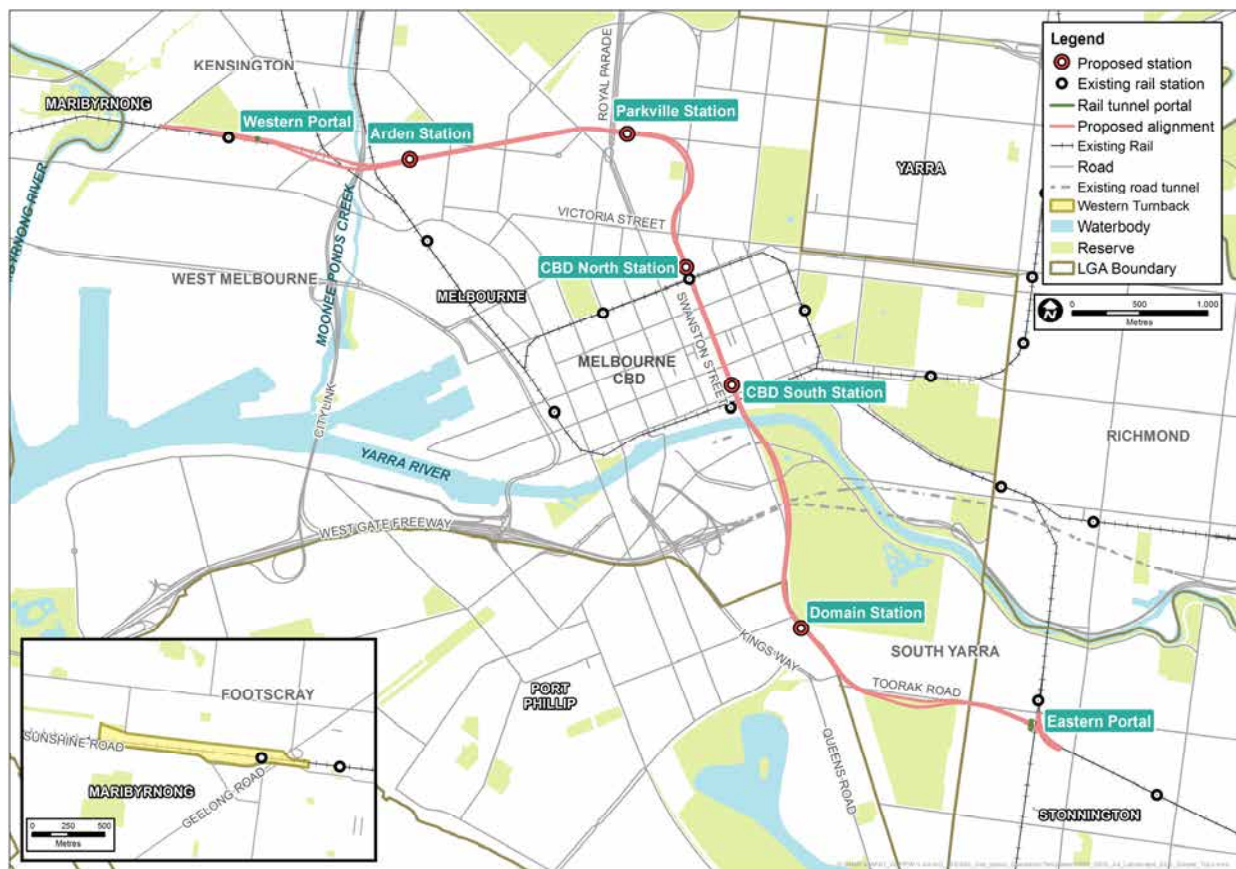 KENSINGTON
MARIBYRNONG
Western Portal
Arden Station
ROYAL PARADE
Parkville Station
YARRA
Legend
Proposed station
Existing rail station
Rail tunnel portal
Proposed alignment
Existing Rail
Road
Existing road tunnel
Western Turnback
Waterbody
Reserve
LGA Boundary
N
0 500 1,000
Metres
VICTORIA STREET
CBD North Station
WEST MELBOURNE
MOONEE PONDS CREEK
MELBOURNE
SWANSTON STREET
MELBOURNE
CBD
CBD South Station
CITYLINK
YARRA RIVER
RICHMOND
WEST GATE FREEWAY
Domain Station
KINGS WAY
SOUTH YARRA
TOORAK ROAD
PORT
PHILLIP
Eastern Portal
QUEENS ROAD
STONNINGTON
FOOTSCRAY
SUNSHINE ROAD
MARIBYRNONG
GEELONG ROAD
0 250 500
Metres